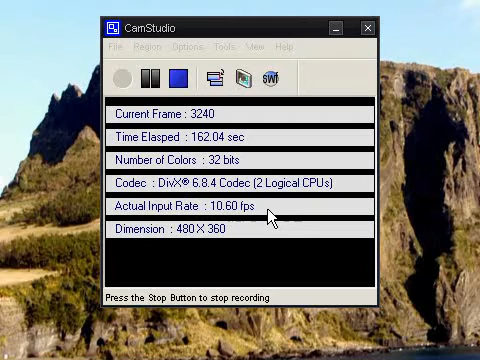 CamStudio
File Region Options Tools View Help
SWF
Current Frame : 3240
Time Elasped : 162.04 sec
Number of Colors : 32 bits
Codec : DivX® 6.8.4 Codec (2 Logical CPUs)
Actual Input Rate : 10.60 fps
Dimension : 480 X 360
Press the Stop Button to stop recording